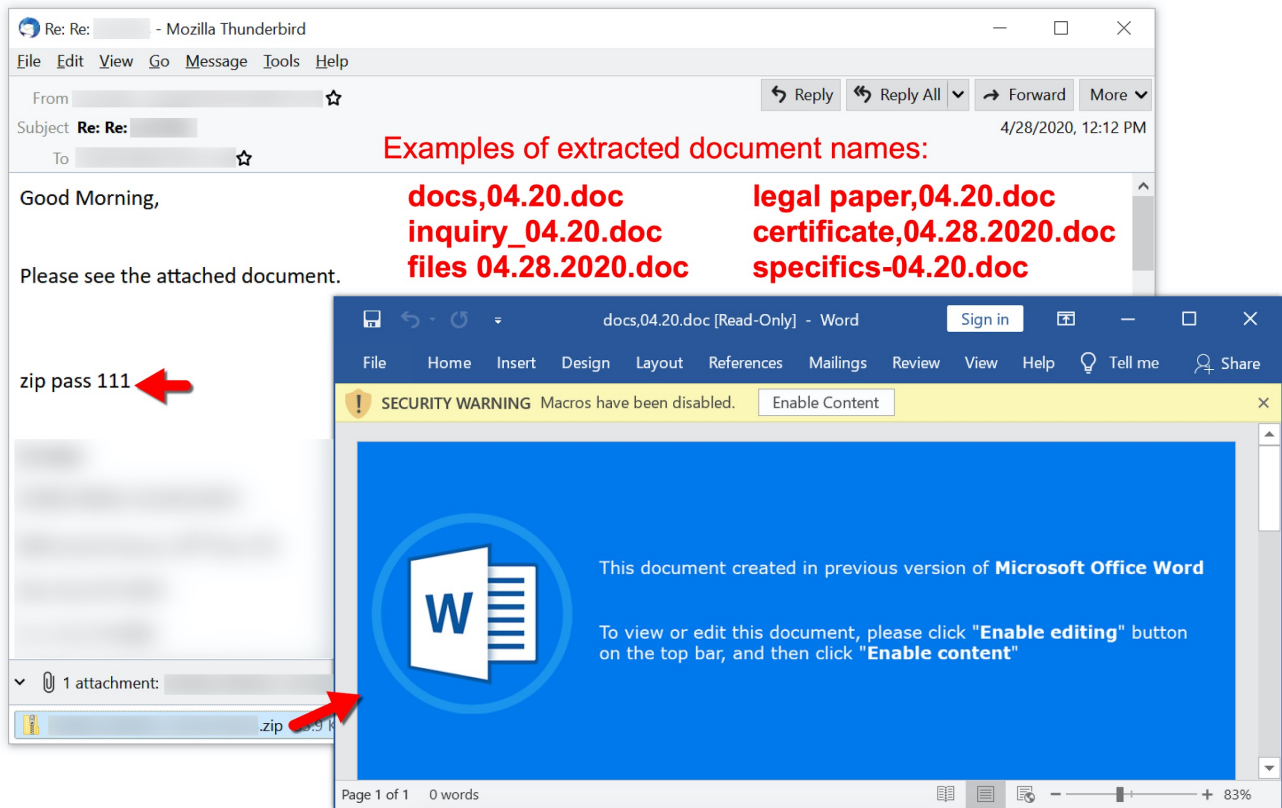 Re: Re: - Mozilla Thunderbird
File Edit View Go Message Tools Help
From
Reply Reply All Forward More
Subject Re: Re:
4/28/2020, 12:12 PM
To
Examples of extracted document names:
docs,04.20.doc legal paper,04.20.doc
inquiry_04.20.doc certificate,04.28.2020.doc
files 04.28.2020.doc specifics-04.20.doc
Good Morning,
Please see the attached document.
zip pass 111
1 attachment:
.zip
docs,04.20.doc [Read-Only] - Word Sign in
File Home Insert Design Layout References Mailings Review View Help Tell me Share
SECURITY WARNING Macros have been disabled. Enable Content
W
This document created in previous version of Microsoft Office Word
To view or edit this document, please click "Enable editing" button
on the top bar, and then click "Enable content"
Page 1 of 1 0 words
83%